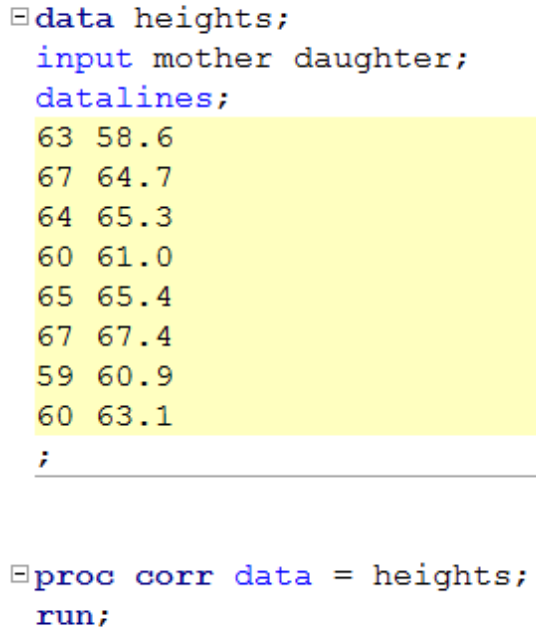 data heights;
input mother daughter;
datalines;
63 58.6
67 64.7
64 65.3
60 61.0
65 65.4
67 67.4
59 60.9
60 63.1
;
proc corr data = heights;
run;